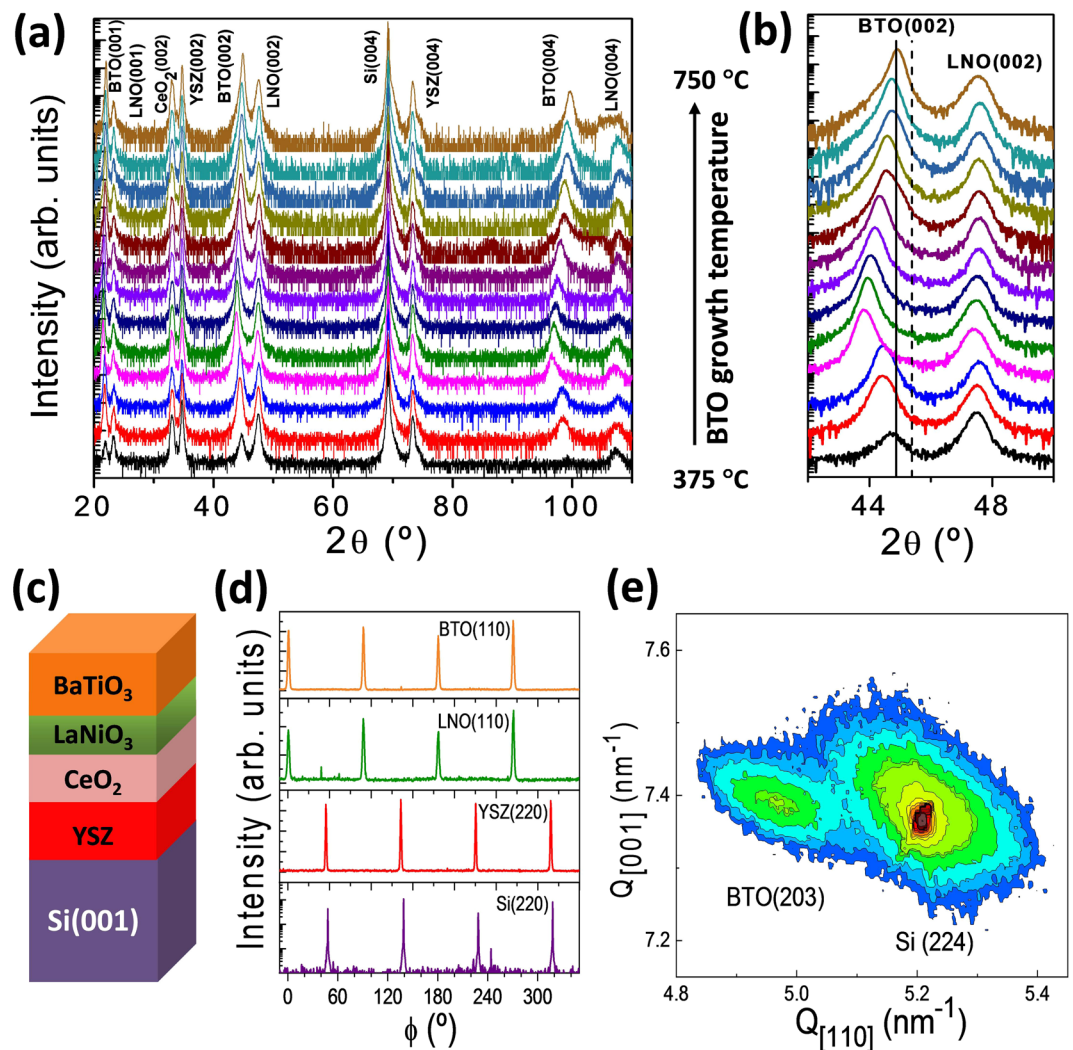 (a)
Intensity (arb. units)
BTO(001)
LNO(001)
CeO2(002)
YSZ(002)
BTO(002)
LNO(002)
Si(004)
YSZ(004)
BTO(004)
LNO(004)
20 40 60 80 100
2θ (º)
750 °C
BTO growth temperature
375 °C
(b)
BTO(002)
LNO(002)
44 48
2θ (º)
(c)
BaTiO3
LaNiO3
CeO2
YSZ
Si(001)
(d)
Intensity (arb. units)
BTO(110)
LNO(110)
YSZ(220)
Si(220)
0 60 120 180 240 300
ϕ (º)
(e)
Q[001] (nm-1)
7.6
7.4
7.2
BTO(203)
Si (224)
4.8 5.0 5.2 5.4
Q[110] (nm-1)